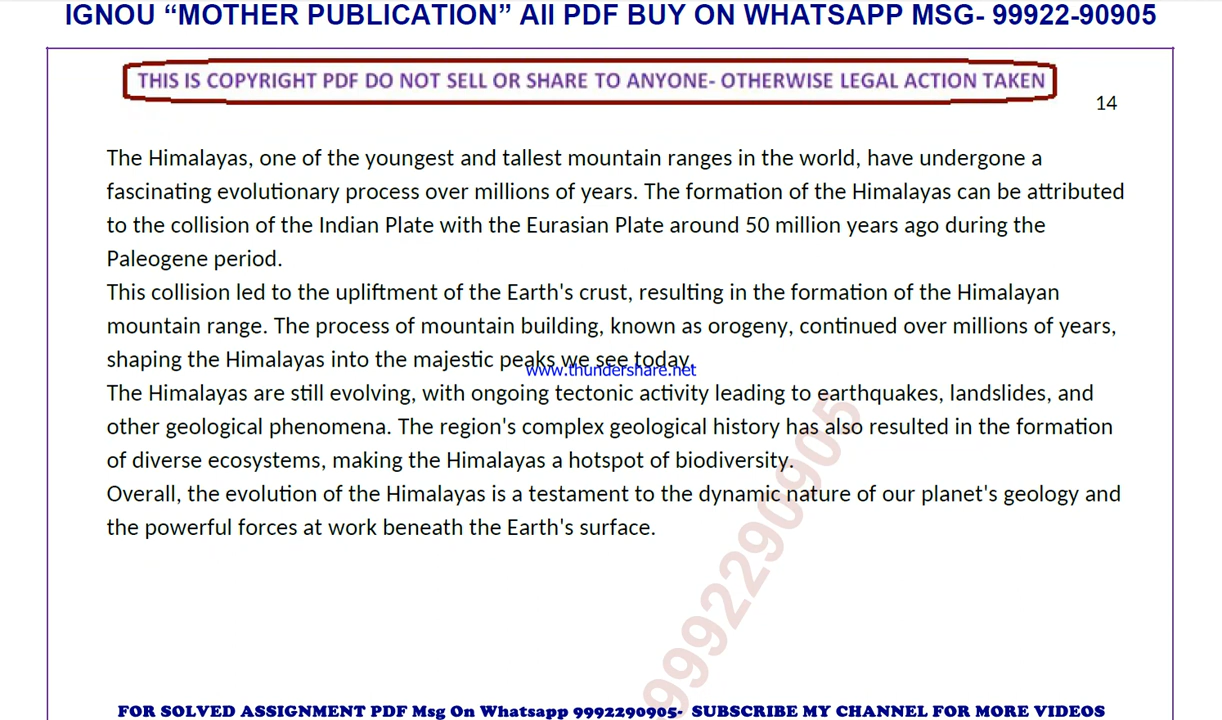 IGNOU “MOTHER PUBLICATION” All PDF BUY ON WHATSAPP MSG- 99922-90905
THIS IS COPYRIGHT PDF DO NOT SELL OR SHARE TO ANYONE- OTHERWISE LEGAL ACTION TAKEN
14
The Himalayas, one of the youngest and tallest mountain ranges in the world, have undergone a
fascinating evolutionary process over millions of years. The formation of the Himalayas can be attributed
to the collision of the Indian Plate with the Eurasian Plate around 50 million years ago during the
Paleogene period.
This collision led to the upliftment of the Earth's crust, resulting in the formation of the Himalayan
mountain range. The process of mountain building, known as orogeny, continued over millions of years,
shaping the Himalayas into the majestic peaks we see today.
www.thundershare.net
The Himalayas are still evolving, with ongoing tectonic activity leading to earthquakes, landslides, and
other geological phenomena. The region's complex geological history has also resulted in the formation
of diverse ecosystems, making the Himalayas a hotspot of biodiversity.
Overall, the evolution of the Himalayas is a testament to the dynamic nature of our planet's geology and
the powerful forces at work beneath the Earth's surface.
9992290905
FOR SOLVED ASSIGNMENT PDF Msg On Whatsapp 9992290905- SUBSCRIBE MY CHANNEL FOR MORE VIDEOS